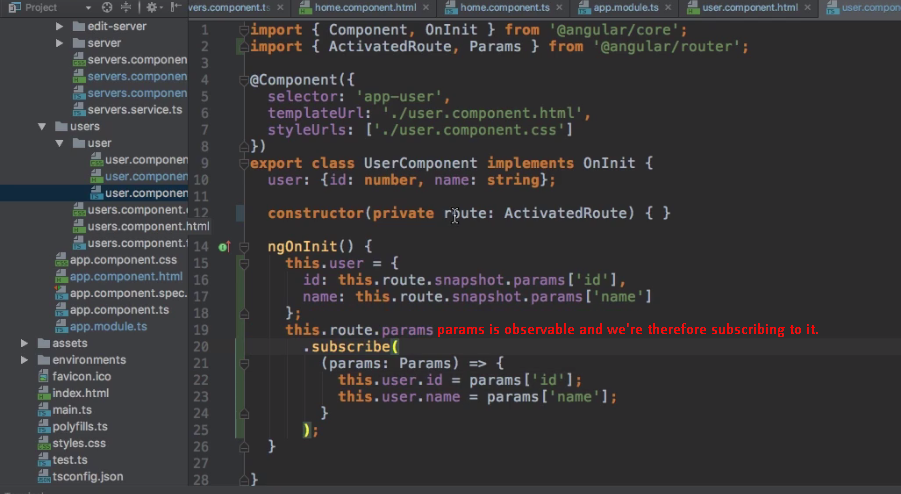 Project
ervers.component.ts
home.component.html
home.component.ts
app.module.ts
user.component.html
user.compon
edit-server
server
servers.component
servers.component
servers.component
servers.service.ts
users
user
user.componen
user.componen
user.componen
users.component.
users.component.html
users.component.t
app.component.css
app.component.html
app.component.spec.
app.component.ts
app.module.ts
assets
environments
favicon.ico
index.html
main.ts
polyfills.ts
styles.css
test.ts
tsconfig.json
1 import { Component, OnInit } from '@angular/core';
2 import { ActivatedRoute, Params } from '@angular/router';
3
4 @Component({
5 selector: 'app-user',
6 templateUrl: './user.component.html',
7 styleUrls: ['./user.component.css']
8 })
9 export class UserComponent implements OnInit {
10 user: {id: number, name: string};
11
12 constructor(private route: ActivatedRoute) { }
14 ngOnInit() {
15 this.user = {
16 id: this.route.snapshot.params['id'],
17 name: this.route.snapshot.params['name']
18 };
19 this.route.params params is observable and we're therefore subscribing to it.
20 .subscribe(
21 (params: Params) => {
22 this.user.id = params['id'];
23 this.user.name = params['name'];
24 }
25 );
26 }
27
28 }